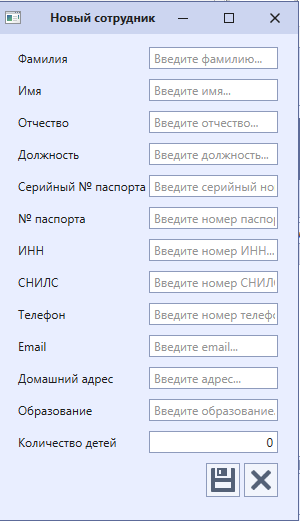 Новый сотрудник
Фамилия Введите фамилию...
Имя Введите имя...
Отчество Введите отчество...
Должность Введите должность...
Серийный № паспорта Введите серийный но
№ паспорта Введите номер паспор
ИНН Введите номер ИНН...
СНИЛС Введите номер СНИЛ
Телефон Введите номер телефо
Email Введите email...
Домашний адрес Введите адрес...
Образование Введите образование.
Количество детей 0